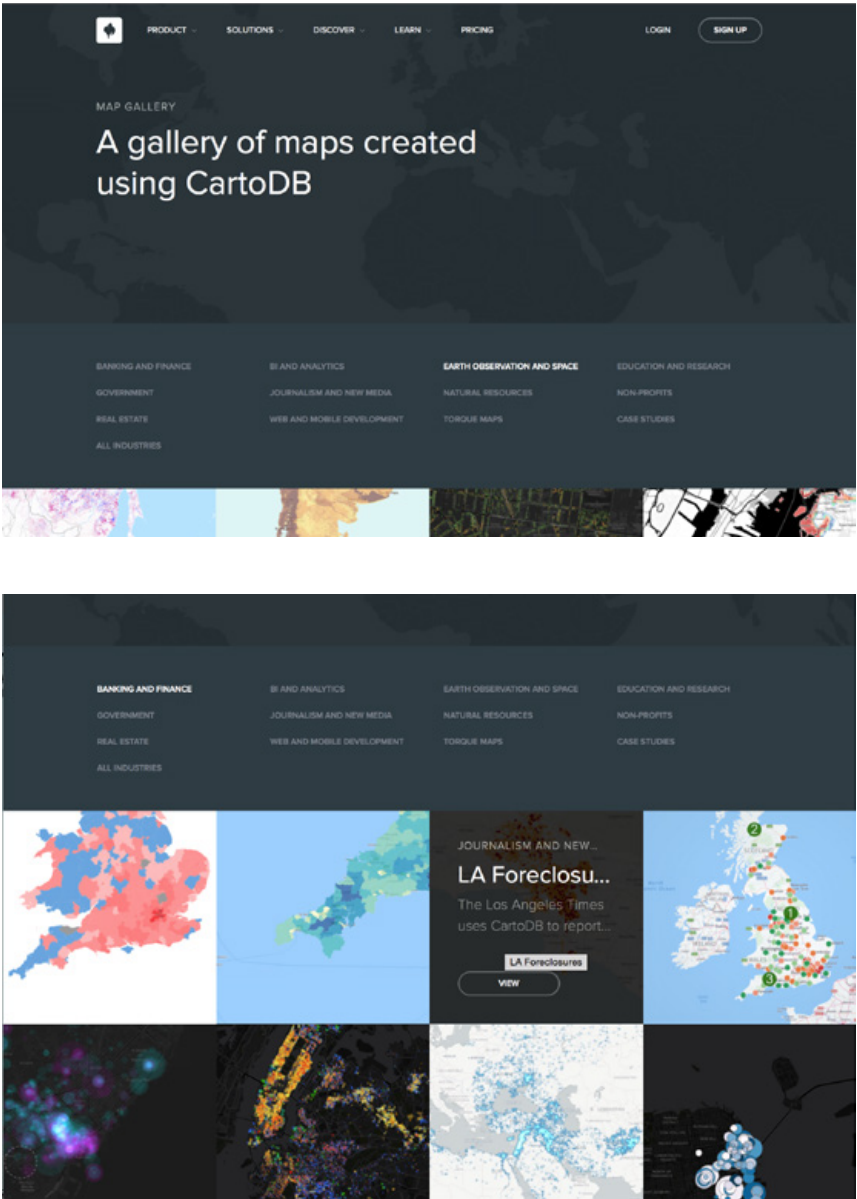 PRODUCT SOLUTIONS DISCOVER LEARN PRICING LOGIN SIGN UP
MAP GALLERY
A gallery of maps created
using CartoDB
BANKING AND FINANCE BI AND ANALYTICS EARTH OBSERVATION AND SPACE EDUCATION AND RESEARCH
GOVERNMENT JOURNALISM AND NEW MEDIA NATURAL RESOURCES NON-PROFITS
REAL ESTATE WEB AND MOBILE DEVELOPMENT TORQUE MAPS CASE STUDIES
ALL INDUSTRIES
BANKING AND FINANCE BI AND ANALYTICS EARTH OBSERVATION AND SPACE EDUCATION AND RESEARCH
GOVERNMENT JOURNALISM AND NEW MEDIA NATURAL RESOURCES NON-PROFITS
REAL ESTATE WEB AND MOBILE DEVELOPMENT TORQUE MAPS CASE STUDIES
ALL INDUSTRIES
JOURNALISM AND NEW...
LA Foreclosu...
The Los Angeles Times
uses CartoDB to report...
LA Foreclosures
VIEW
2
SCOTLAND
1
3